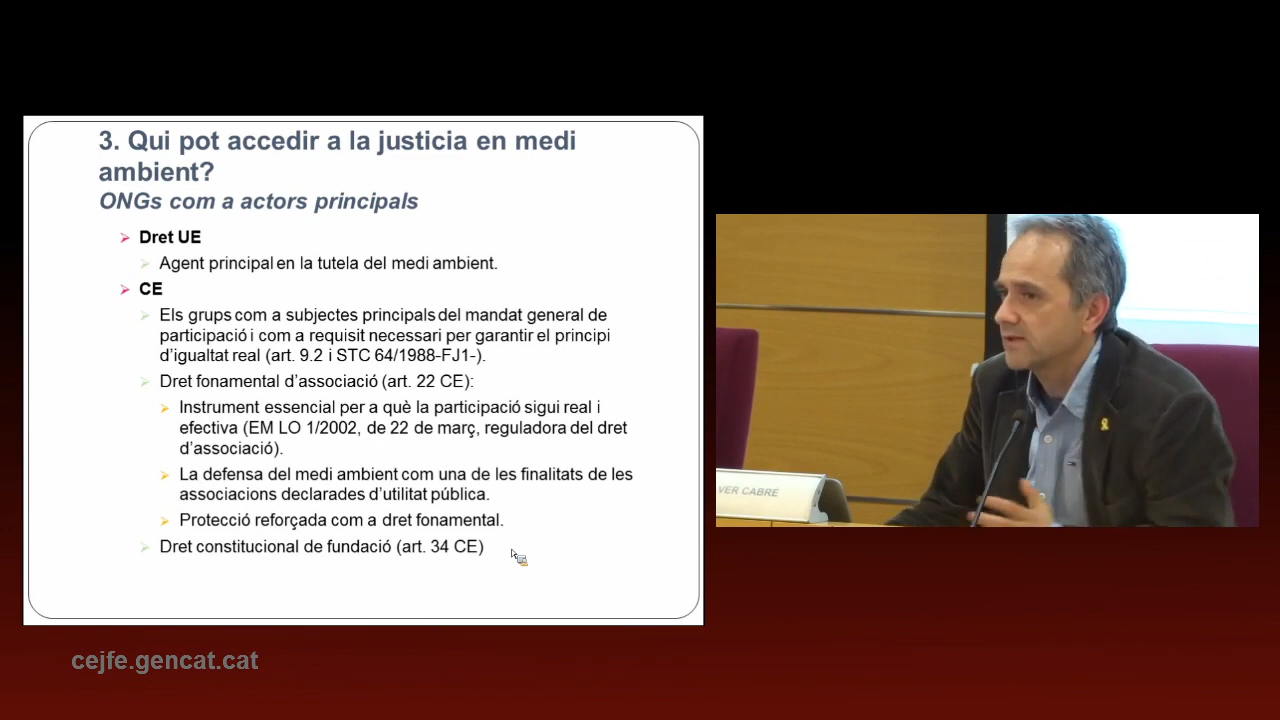 3. Qui pot accedir a la justicia en medi
ambient?
ONGs com a actors principals
Dret UE
Agent principal en la tutela del medi ambient.
CE
Els grups com a subjectes principals del mandat general de
participació i com a requisit necessari per garantir el principi
d'igualtat real (art. 9.2 i STC 64/1988-FJ1-).
Dret fonamental d'associació (art. 22 CE):
Instrument essencial per a què la participació sigui real i
efectiva (EM LO 1/2002, de 22 de març, reguladora del dret
d'associació).
La defensa del medi ambient com una de les finalitats de les
associacions declarades d'utilitat pública.
Protecció reforçada com a dret fonamental.
Dret constitucional de fundació (art. 34 CE)
VER CABRÉ
cejfe.gencat.cat